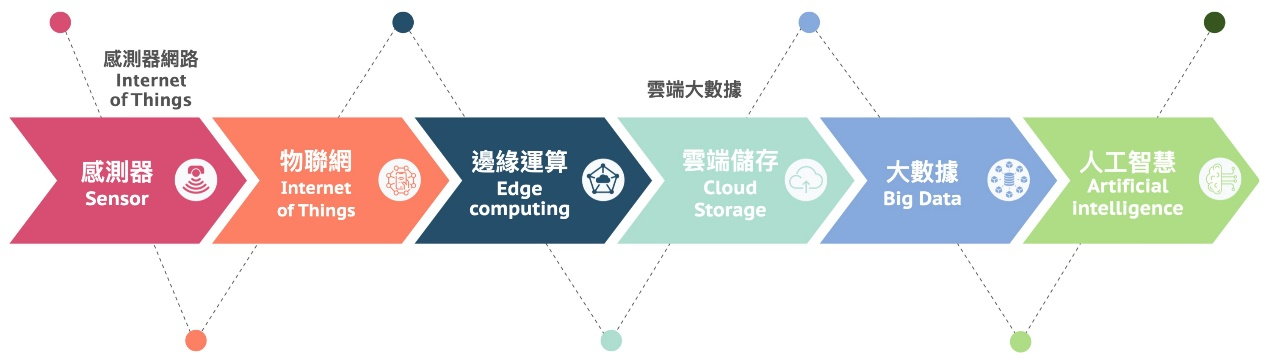 感測器網路
Internet
of Things
雲端大數據
感測器
Sensor
物聯網
Internet
of Things
邊緣運算
Edge
computing
雲端儲存
Cloud
Storage
大數據
Big Data
人工智慧
Artificial
intelligence